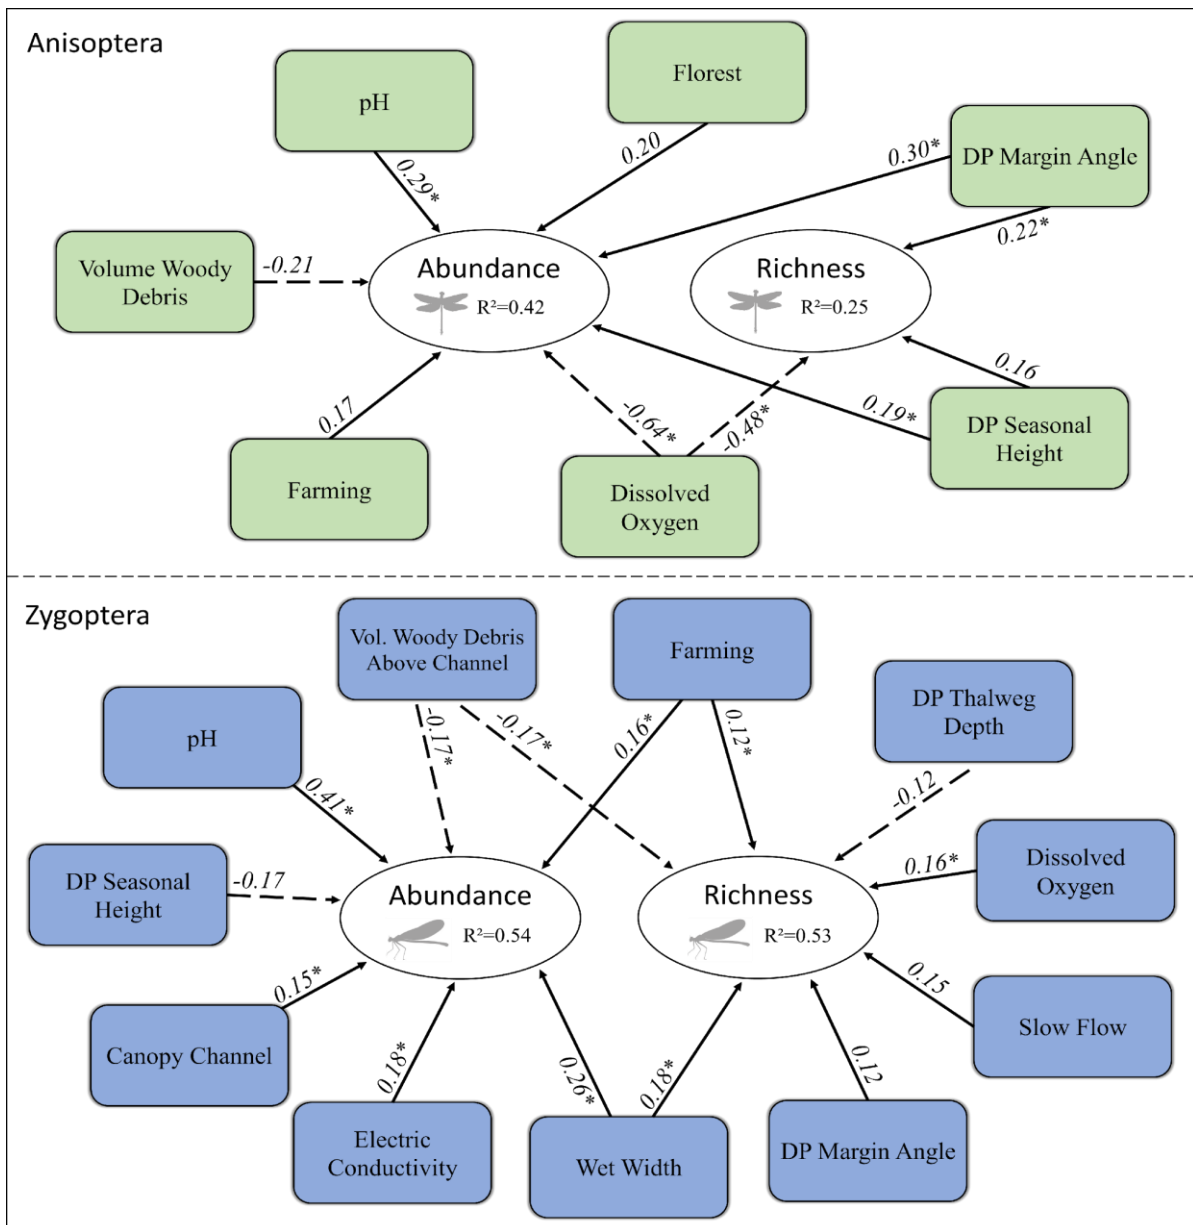 Anisoptera
pH
Florest
DP Margin Angle
0.29*
0.20
0.30*
0.22*
Volume Woody
Debris
-0.21
Abundance
R²=0.42
Richness
R²=0.25
0.17
-0.64*
-0.48*
0.19*
0.16
Farming
Dissolved
Oxygen
DP Seasonal
Height
Zygoptera
Vol. Woody Debris
Above Channel
Farming
pH
DP Thalweg
Depth
0.41*
-0.17*
-0.17*
0.16*
0.12*
-0.12
DP Seasonal
Height
-0.17
Abundance
R²=0.54
Richness
R²=0.53
0.16*
Dissolved
Oxygen
0.15*
Canopy Channel
0.18*
0.26*
0.18*
0.12
0.15
Slow Flow
Electric
Conductivity
Wet Width
DP Margin Angle